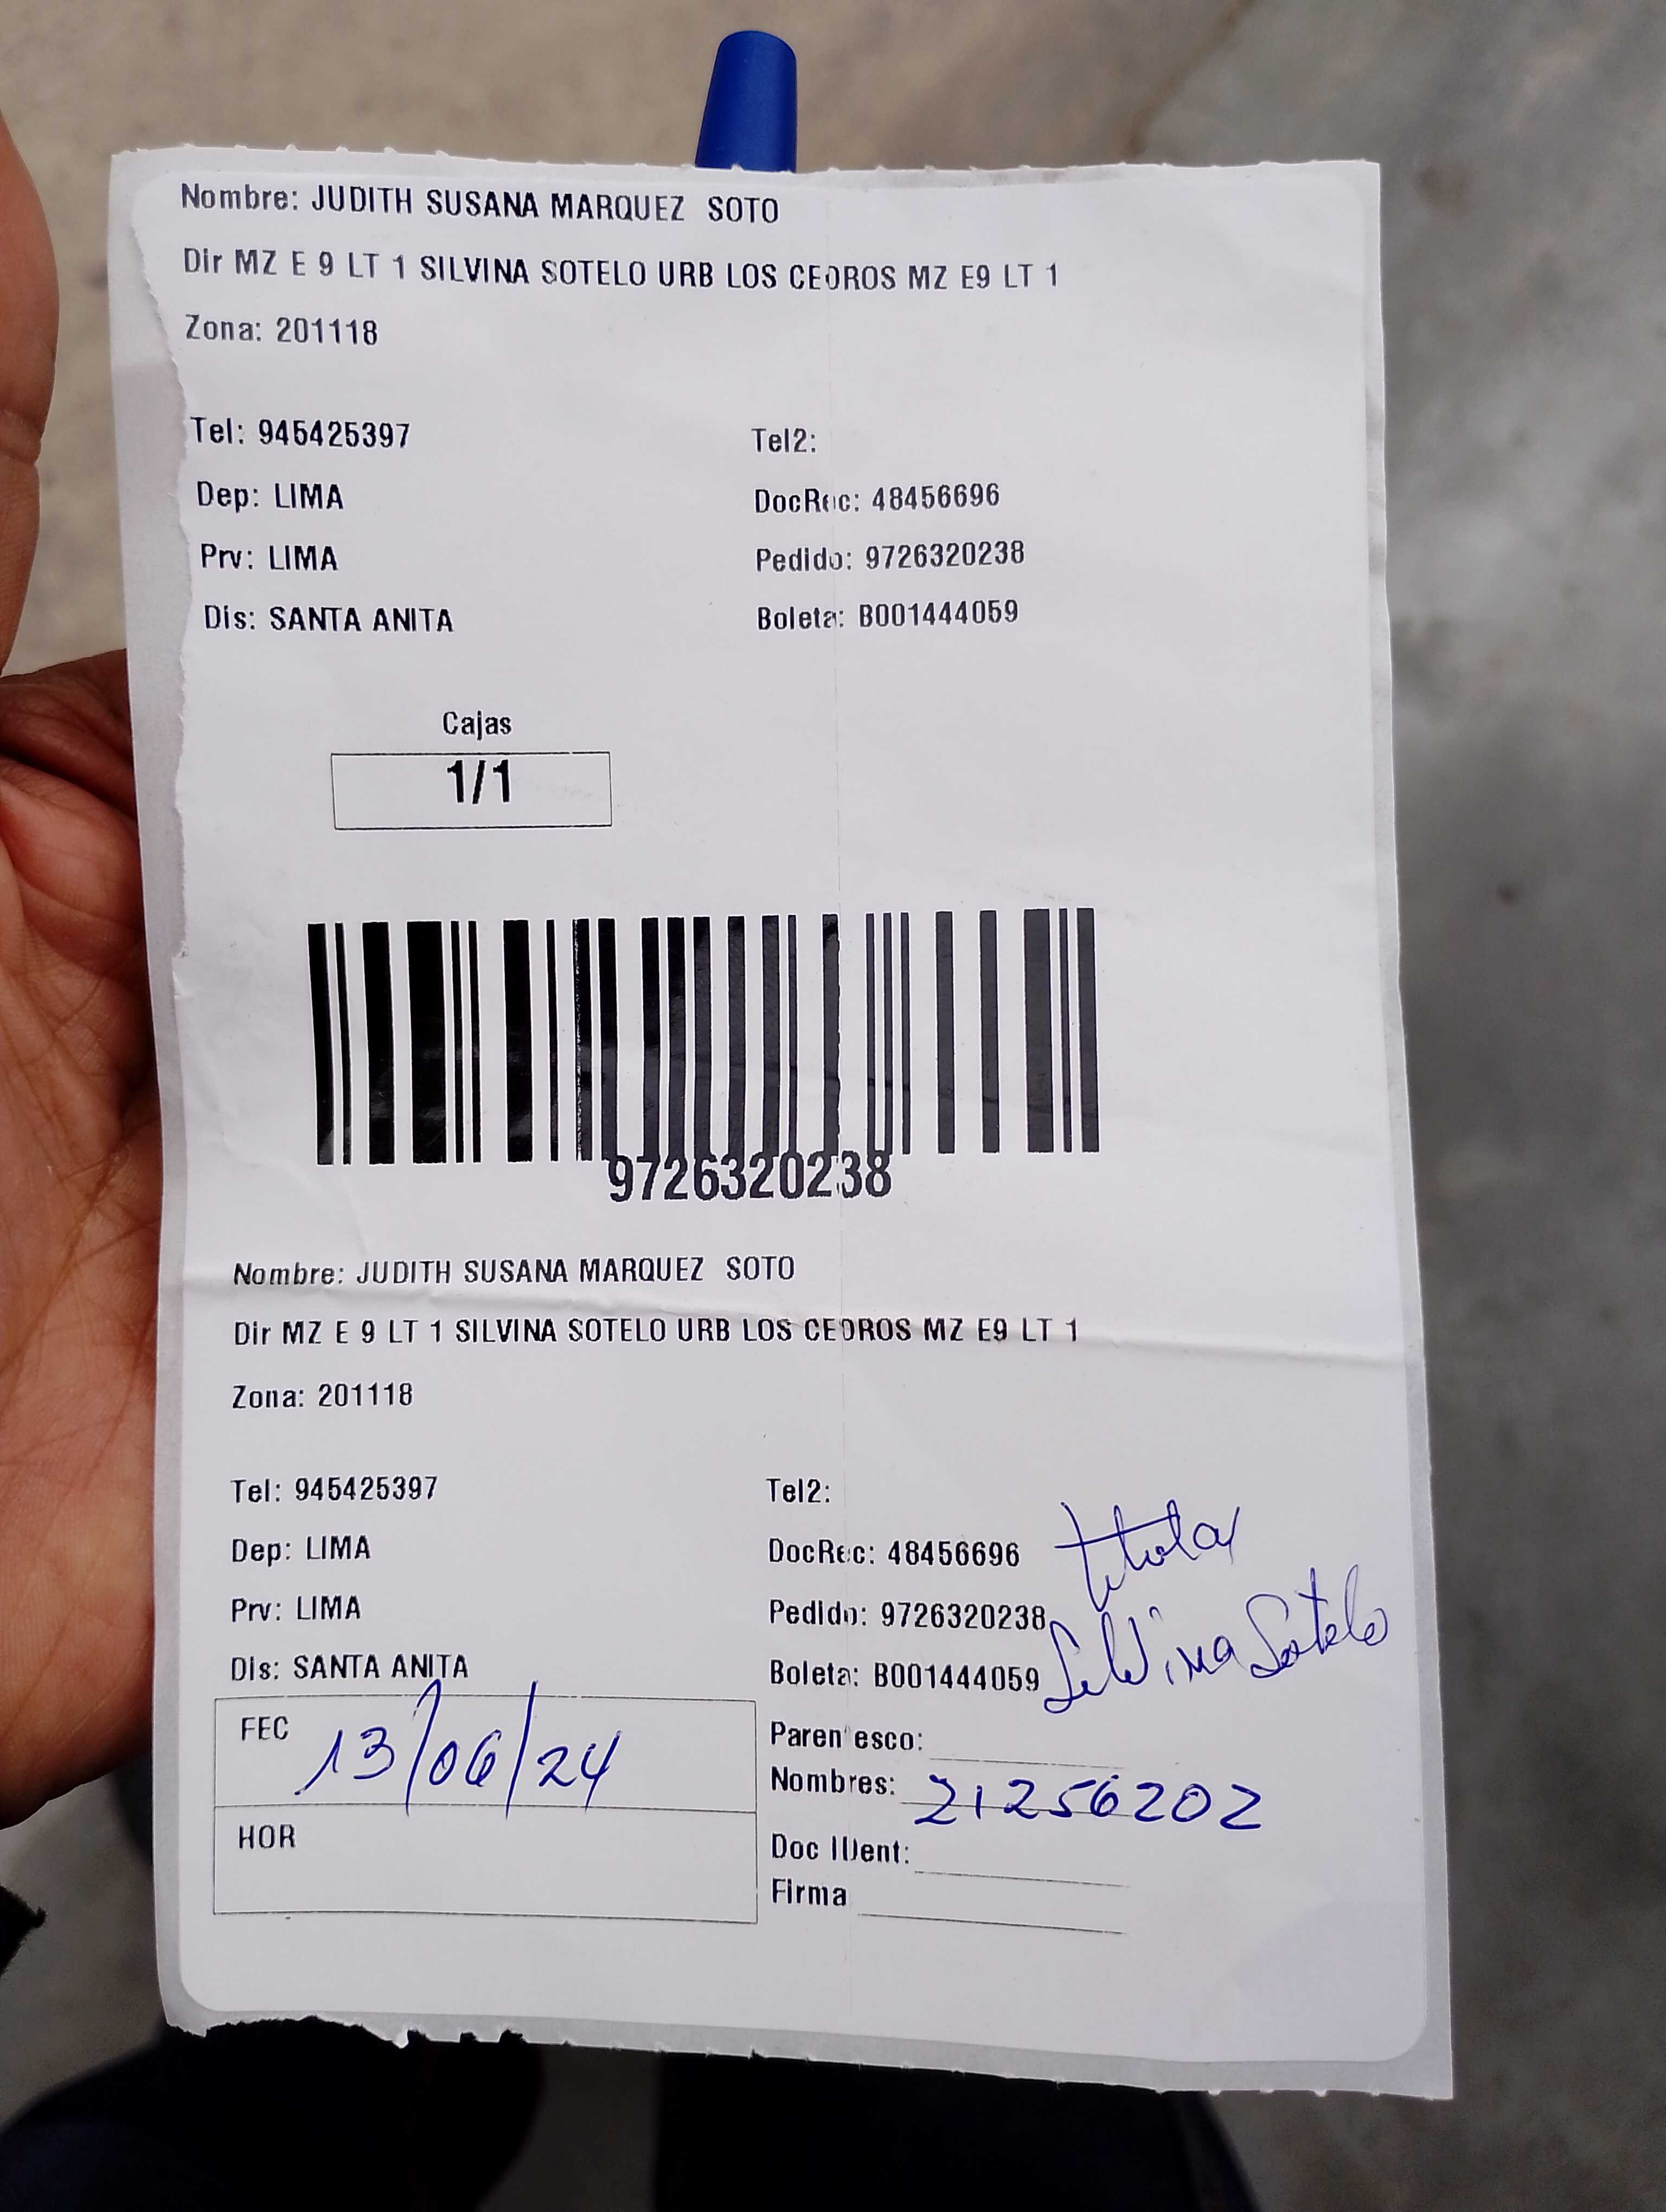 Nombre: JUDITH SUSANA MARQUEZ SOTO
Dir MZ E 9 LT 1 SILVINA SOTELO URB LOS CEDROS MZ E9 LT 1
Zona: 201118
Tel: 945425397 Tel2:
Dep: LIMA DocRec: 48456696
Prv: LIMA Pedido: 9726320238
Dis: SANTA ANITA Boleta: B001444059
Cajas
1/1
9726320238
Nombre: JUDITH SUSANA MARQUEZ SOTO
Dir MZ E 9 LT 1 SILVINA SOTELO URB LOS CEDROS MZ E9 LT 1
Zona: 201118
Tel: 945425397 Tel2:
Dep: LIMA DocRec: 48456696 titular
Prv: LIMA Pedido: 9726320238
Dis: SANTA ANITA Boleta: B001444059 Silvina Sotelo
FEC 13/06/24 Parentesco:
Nombres: 21256202
HOR Doc IDent:
Firma